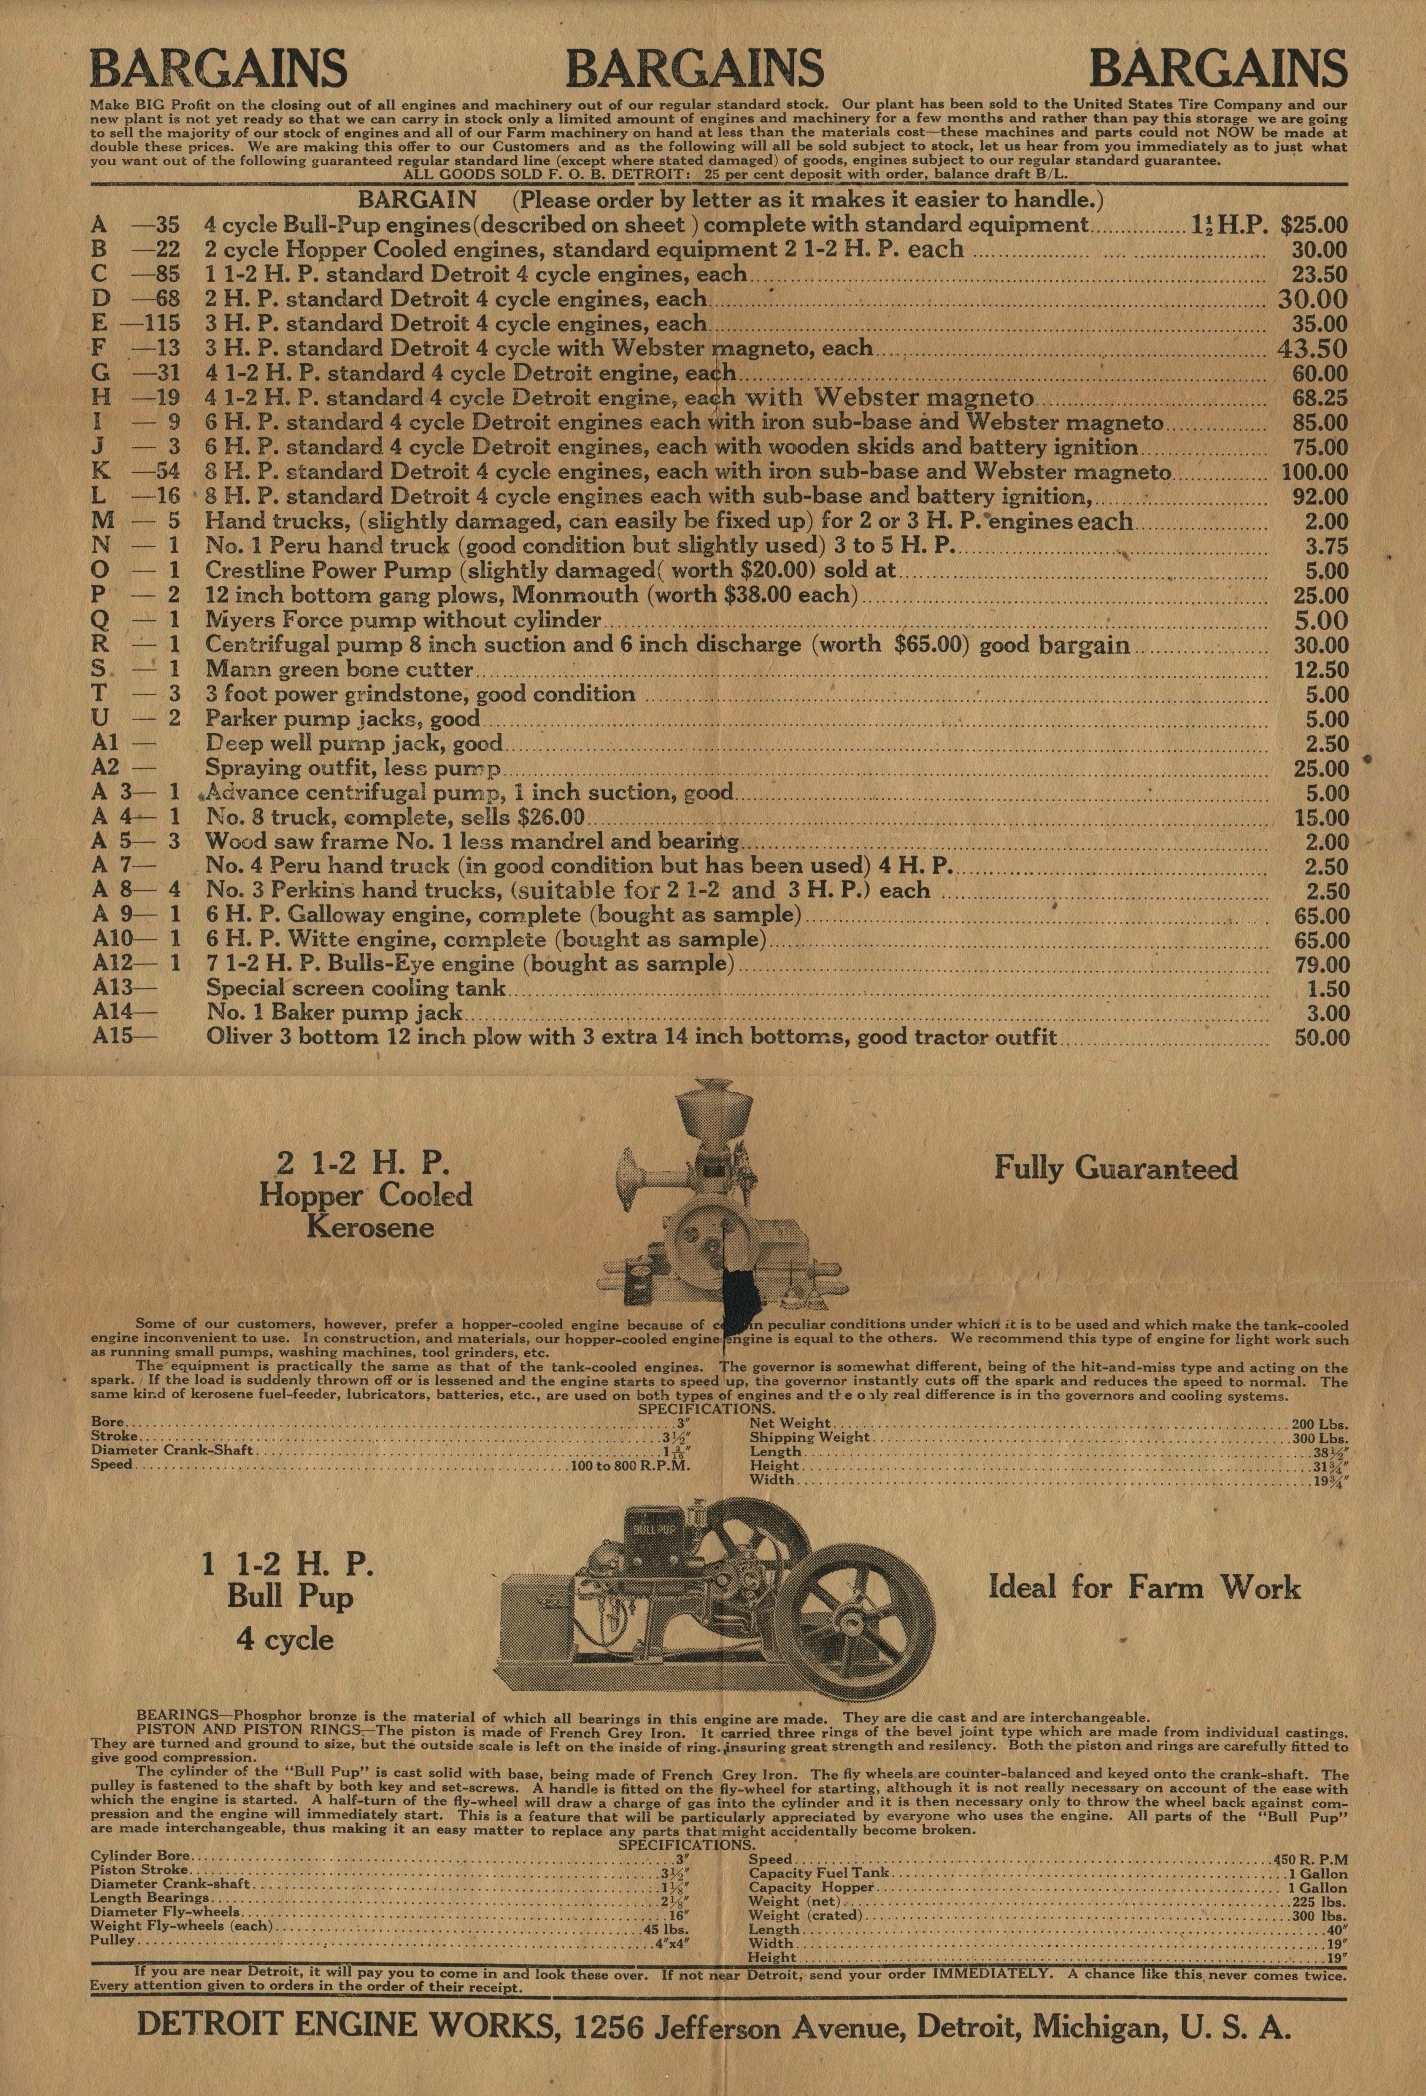 BARGAINS BARGAINS BARGAINS
Make BIG Profit on the closing out of all engines and machinery out of our regular standard stock. Our plant has been sold to the United States Tire Company and our
new plant is not yet ready so that we can carry in stock only a limited amount of engines and machinery for a few months and rather than pay this storage we are going
to sell the majority of our stock of engines and all of our Farm machinery on hand at less than the materials cost—these machines and parts could not NOW be made at
double these prices. We are making this offer to our Customers and as the following will all be sold subject to stock, let us hear from you immediately as to just what
you want out of the following guaranteed regular standard line (except where stated damaged) of goods, engines subject to our regular standard guarantee.
ALL GOODS SOLD F. O. B. DETROIT: 25 per cent deposit with order, balance draft B/L.
BARGAIN (Please order by letter as it makes it easier to handle.)
A —35 4 cycle Bull-Pup engines(described on sheet ) complete with standard equipment.............. 1½ H.P. $25.00
B —22 2 cycle Hopper Cooled engines, standard equipment 2 1-2 H. P. each .............. 30.00
C —85 1 1-2 H. P. standard Detroit 4 cycle engines, each.............. 23.50
D —68 2 H. P. standard Detroit 4 cycle engines, each.............. 30.00
E —115 3 H. P. standard Detroit 4 cycle engines, each.............. 35.00
F —13 3 H. P. standard Detroit 4 cycle with Webster magneto, each.............. 43.50
G —31 4 1-2 H. P. standard 4 cycle Detroit engine, each.............. 60.00
H —19 4 1-2 H. P. standard 4 cycle Detroit engine, each with Webster magneto.............. 68.25
I — 9 6 H. P. standard 4 cycle Detroit engines each with iron sub-base and Webster magneto.............. 85.00
J — 3 6 H. P. standard 4 cycle Detroit engines, each with wooden skids and battery ignition.............. 75.00
K —54 8 H. P. standard Detroit 4 cycle engines, each with iron sub-base and Webster magneto.............. 100.00
L —16 8 H. P. standard Detroit 4 cycle engines each with sub-base and battery ignition,.............. 92.00
M — 5 Hand trucks, (slightly damaged, can easily be fixed up) for 2 or 3 H. P. engines each.............. 2.00
N — 1 No. 1 Peru hand truck (good condition but slightly used) 3 to 5 H. P............... 3.75
O — 1 Crestline Power Pump (slightly damaged( worth $20.00) sold at.............. 5.00
P — 2 12 inch bottom gang plows, Monmouth (worth $38.00 each).............. 25.00
Q — 1 Myers Force pump without cylinder.............. 5.00
R — 1 Centrifugal pump 8 inch suction and 6 inch discharge (worth $65.00) good bargain.............. 30.00
S. — 1 Mann green bone cutter.............. 12.50
T — 3 3 foot power grindstone, good condition .............. 5.00
U — 2 Parker pump jacks, good.............. 5.00
A1 — Deep well pump jack, good.............. 2.50
A2 — Spraying outfit, less pump.............. 25.00
A 3— 1 Advance centrifugal pump, 1 inch suction, good.............. 5.00
A 4— 1 No. 8 truck, complete, sells $26.00.............. 15.00
A 5— 3 Wood saw frame No. 1 less mandrel and bearing.............. 2.00
A 7— No. 4 Peru hand truck (in good condition but has been used) 4 H. P............... 2.50
A 8— 4 No. 3 Perkins hand trucks, (suitable for 2 1-2 and 3 H. P.) each .............. 2.50
A 9— 1 6 H. P. Galloway engine, complete (bought as sample).............. 65.00
A10— 1 6 H. P. Witte engine, complete (bought as sample).............. 65.00
A12— 1 7 1-2 H. P. Bulls-Eye engine (bought as sample).............. 79.00
A13— Special screen cooling tank.............. 1.50
A14— No. 1 Baker pump jack.............. 3.00
A15— Oliver 3 bottom 12 inch plow with 3 extra 14 inch bottoms, good tractor outfit.............. 50.00
2 1-2 H. P.
Hopper Cooled
Kerosene
Fully Guaranteed
Some of our customers, however, prefer a hopper-cooled engine because of peculiar conditions under which it is to be used and which make the tank-cooled
engine inconvenient to use. In construction, and materials, our hopper-cooled engine engine is equal to the others. We recommend this type of engine for light work such
as running small pumps, washing machines, tool grinders, etc.
The equipment is practically the same as that of the tank-cooled engines. The governor is somewhat different, being of the hit-and-miss type and acting on the
spark. If the load is suddenly thrown off or is lessened and the engine starts to speed up, the governor instantly cuts off the spark and reduces the speed to normal. The
same kind of kerosene fuel-feeder, lubricators, batteries, etc., are used on both types of engines and the only real difference is in the governors and cooling systems.
SPECIFICATIONS.
Bore.............. 3"
Stroke.............. 3½"
Diameter Crank-Shaft.............. 1 3/16"
Speed.............. 100 to 800 R.P.M.
Net Weight.............. 200 Lbs.
Shipping Weight.............. 300 Lbs.
Length.............. 38½"
Height.............. 31¾"
Width.............. 19¾"
BULL PUP
1 1-2 H. P.
Bull Pup
4 cycle
Ideal for Farm Work
BEARINGS—Phosphor bronze is the material of which all bearings in this engine are made. They are die cast and are interchangeable.
PISTON AND PISTON RINGS—The piston is made of French Grey Iron. It carried three rings of the bevel joint type which are made from individual castings.
They are turned and ground to size, but the outside scale is left on the inside of ring, insuring great strength and resilency. Both the piston and rings are carefully fitted to
give good compression.
The cylinder of the "Bull Pup" is cast solid with base, being made of French Grey Iron. The fly wheels are counter-balanced and keyed onto the crank-shaft. The
pulley is fastened to the shaft by both key and set-screws. A handle is fitted on the fly-wheel for starting, although it is not really necessary on account of the ease with
which the engine is started. A half-turn of the fly-wheel will draw a charge of gas into the cylinder and it is then necessary only to throw the wheel back against com-
pression and the engine will immediately start. This is a feature that will be particularly appreciated by everyone who uses the engine. All parts of the "Bull Pup"
are made interchangeable, thus making it an easy matter to replace any parts that might accidentally become broken.
SPECIFICATIONS.
Cylinder Bore.............. 3"
Piston Stroke.............. 3½"
Diameter Crank-shaft.............. 1⅛"
Length Bearings.............. 2⅛"
Diameter Fly-wheels.............. 16"
Weight Fly-wheels (each).............. 45 lbs.
Pulley.............. 4"x4"
Speed.............. 450 R. P.M
Capacity Fuel Tank.............. 1 Gallon
Capacity Hopper.............. 1 Gallon
Weight (net).............. 225 lbs.
Weight (crated).............. 300 lbs.
Length.............. 40"
Width.............. 19"
Height.............. 19"
If you are near Detroit, it will pay you to come in and look these over. If not near Detroit, send your order IMMEDIATELY. A chance like this never comes twice.
Every attention given to orders in the order of their receipt.
DETROIT ENGINE WORKS, 1256 Jefferson Avenue, Detroit, Michigan, U. S. A.